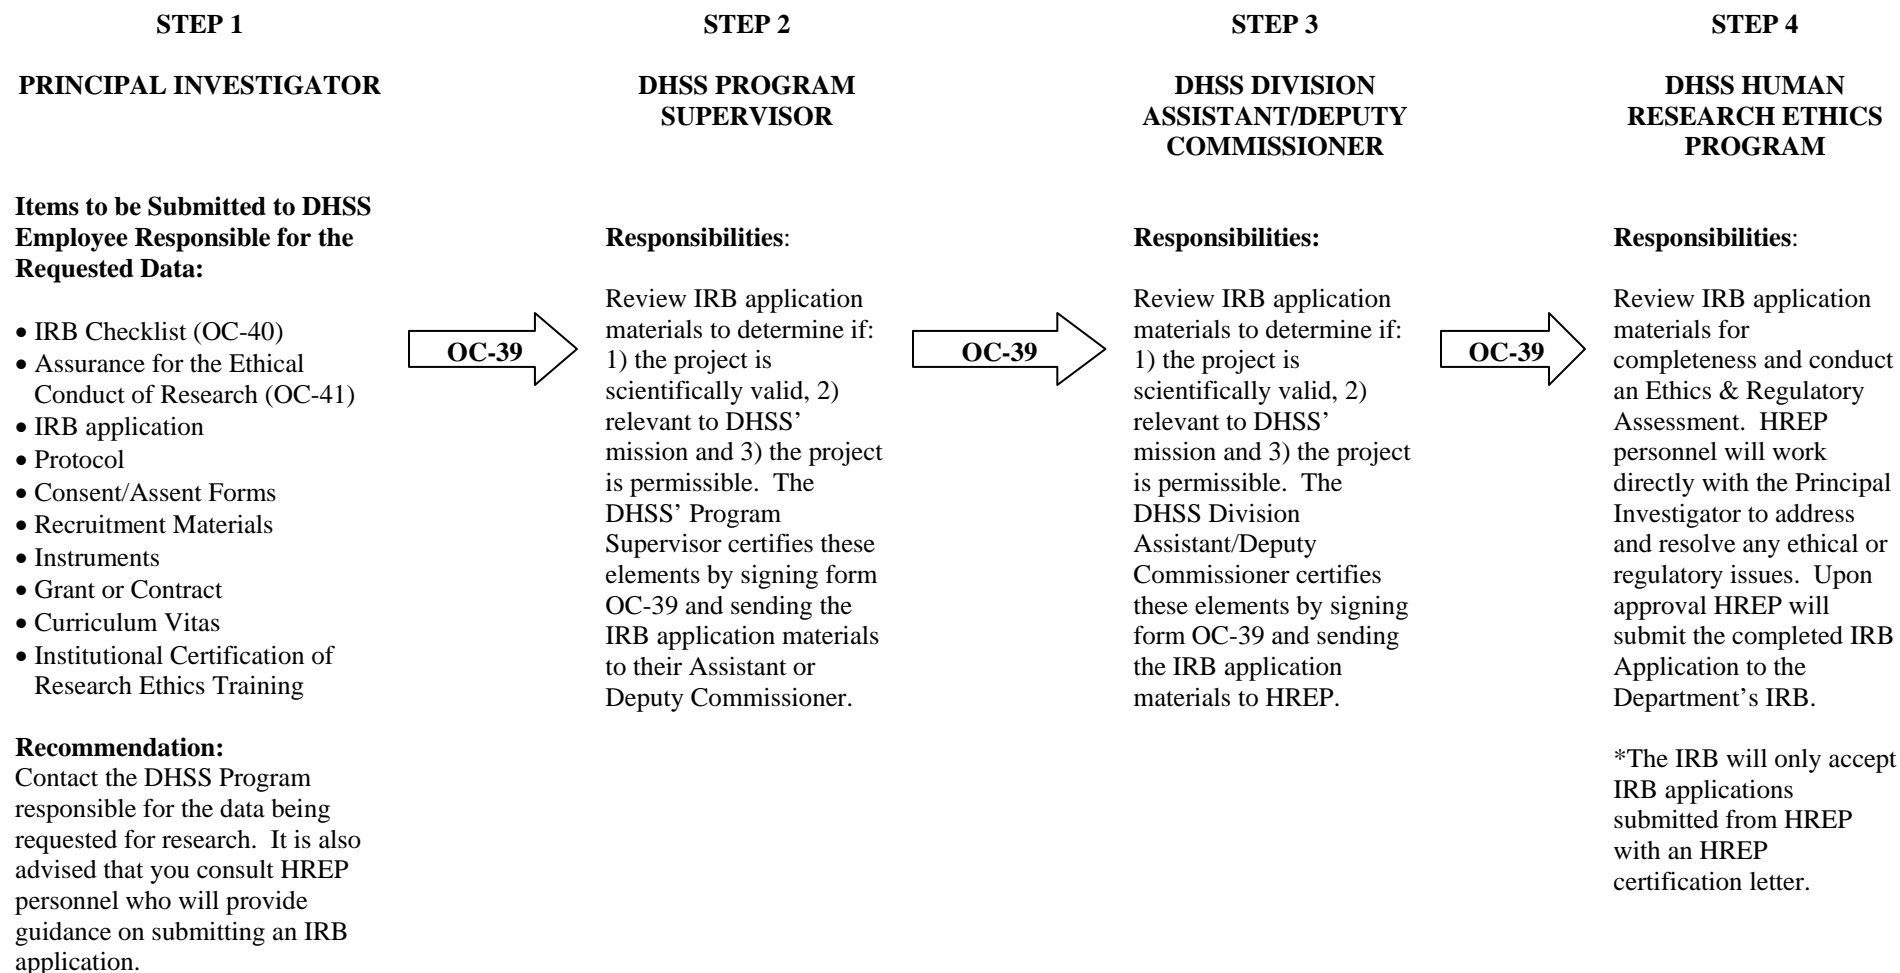 STEP 1
PRINCIPAL INVESTIGATOR
Items to be Submitted to DHSS
Employee Responsible for the
Requested Data:
• IRB Checklist (OC-40)
• Assurance for the Ethical
Conduct of Research (OC-41)
• IRB application
• Protocol
• Consent/Assent Forms
• Recruitment Materials
• Instruments
• Grant or Contract
• Curriculum Vitas
• Institutional Certification of
Research Ethics Training
Recommendation:
Contact the DHSS Program
responsible for the data being
requested for research.  It is also
advised that you consult HREP
personnel who will provide
guidance on submitting an IRB
application.
OC-39
STEP 2
DHSS PROGRAM
SUPERVISOR
Responsibilities:
Review IRB application
materials to determine if:
1) the project is
scientifically valid, 2)
relevant to DHSS’
mission and 3) the project
is permissible.  The
DHSS’ Program
Supervisor certifies these
elements by signing form
OC-39 and sending the
IRB application materials
to their Assistant or
Deputy Commissioner.
OC-39
STEP 3
DHSS DIVISION
ASSISTANT/DEPUTY
COMMISSIONER
Responsibilities:
Review IRB application
materials to determine if:
1) the project is
scientifically valid, 2)
relevant to DHSS’
mission and 3) the project
is permissible.  The
DHSS Division
Assistant/Deputy
Commissioner certifies
these elements by signing
form OC-39 and sending
the IRB application
materials to HREP.
OC-39
STEP 4
DHSS HUMAN
RESEARCH ETHICS
PROGRAM
Responsibilities:
Review IRB application
materials for
completeness and conduct
an Ethics & Regulatory
Assessment.  HREP
personnel will work
directly with the Principal
Investigator to address
and resolve any ethical or
regulatory issues.  Upon
approval HREP will
submit the completed IRB
Application to the
Department’s IRB.
*The IRB will only accept
IRB applications
submitted from HREP
with an HREP
certification letter.